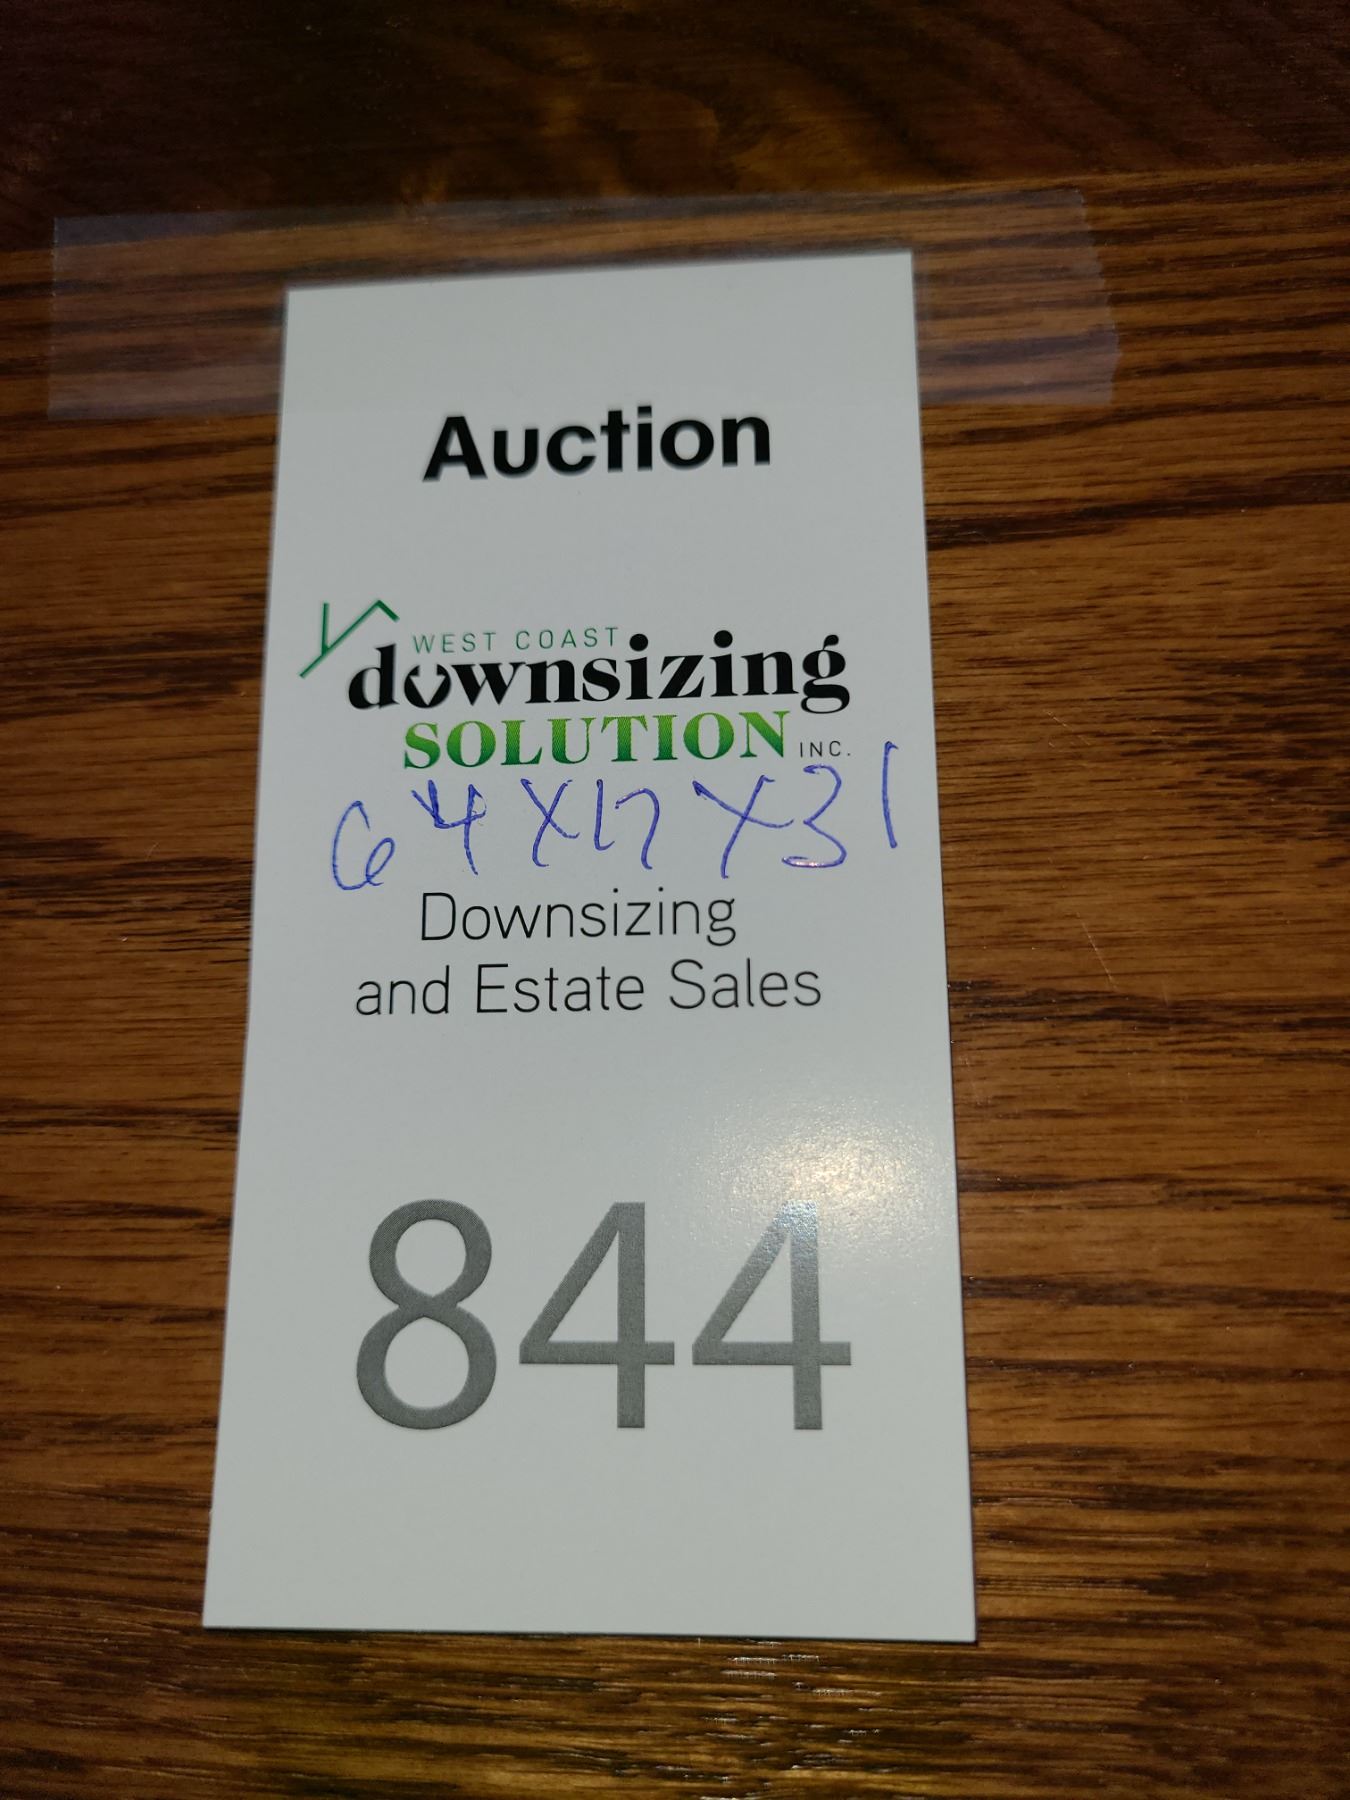 Auction
WEST COAST
downsizing
SOLUTION INC.
64x17x31
Downsizing
and Estate Sales
844